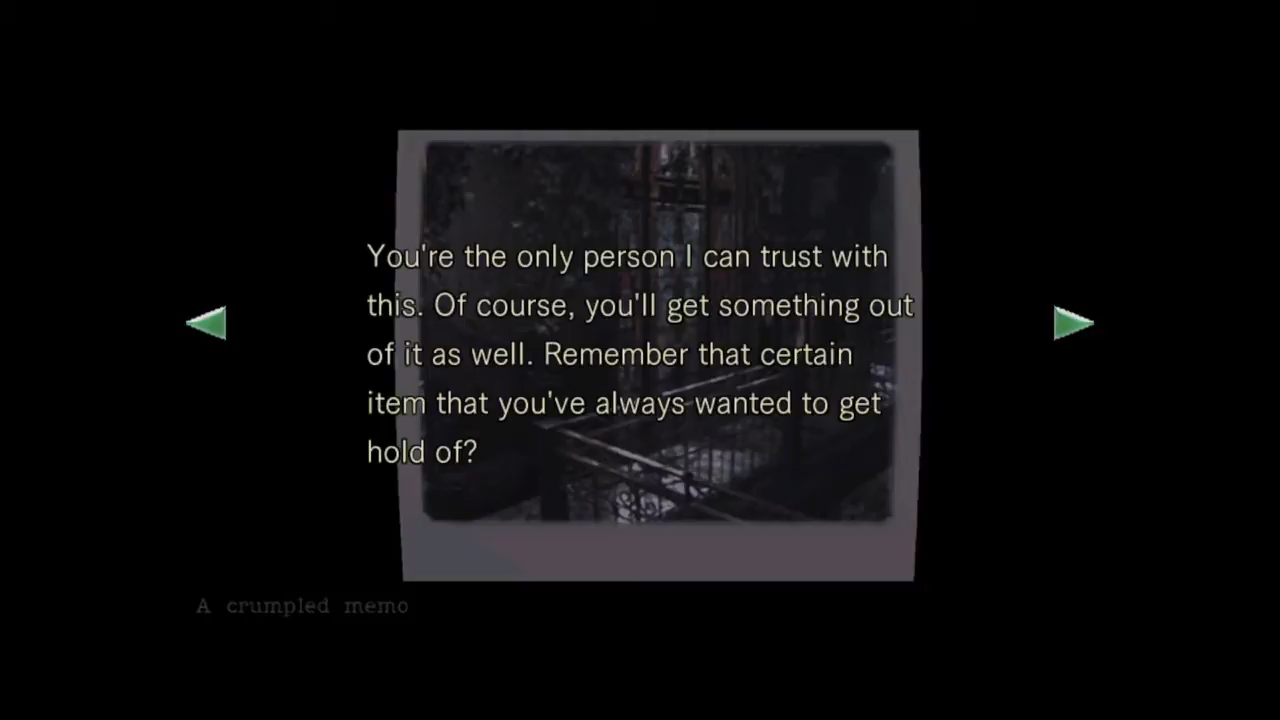 You're the only person I can trust with
this. Of course, you'll get something out
of it as well. Remember that certain
item that you've always wanted to get
hold of?
A crumpled memo